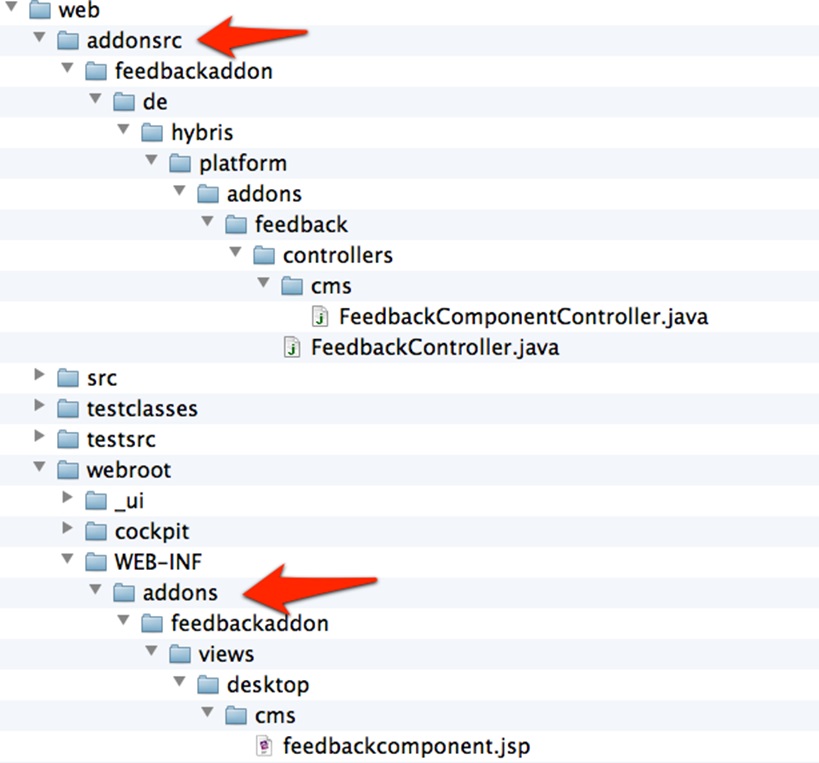 web
addonsrc
feedbackaddon
de
hybris
platform
addons
feedback
controllers
cms
FeedbackComponentController.java
FeedbackController.java
src
testclasses
testsrc
webroot
_ui
cockpit
WEB-INF
addons
feedbackaddon
views
desktop
cms
feedbackcomponent.jsp